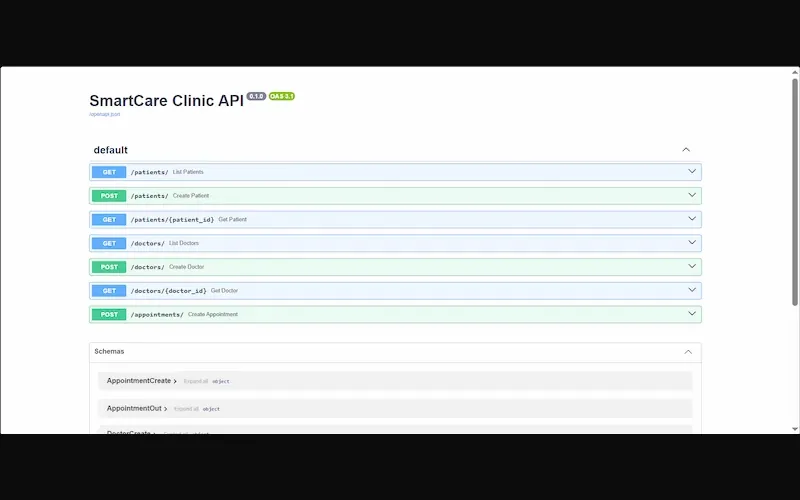 SmartCare Clinic API 0.1.0 OAS 3.1
/openapi.json
default
GET /patients/ List Patients
POST /patients/ Create Patient
GET /patients/{patient_id} Get Patient
GET /doctors/ List Doctors
POST /doctors/ Create Doctor
GET /doctors/{doctor_id} Get Doctor
POST /appointments/ Create Appointment
Schemas
AppointmentCreate Expand all object
AppointmentOut Expand all object
DoctorCreate